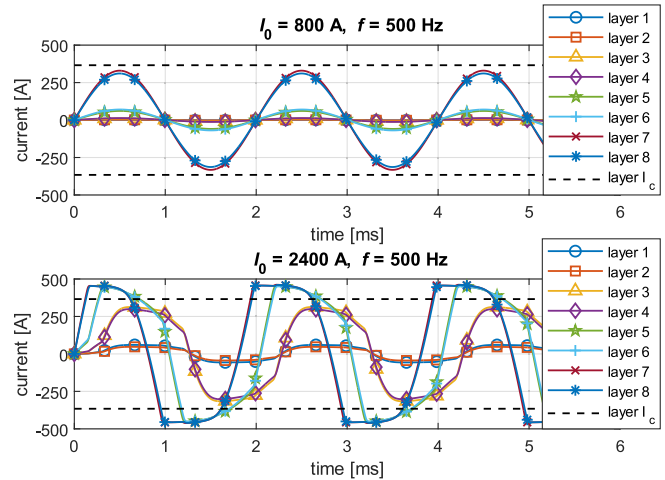 I₀ = 800 A, f = 500 Hz
500
250
0
-250
-500
current [A]
0
1
2
3
4
5
6
time [ms]
layer 1
layer 2
layer 3
layer 4
layer 5
layer 6
layer 7
layer 8
layer I c
I₀ = 2400 A, f = 500 Hz
500
250
0
-250
-500
current [A]
0
1
2
3
4
5
6
time [ms]
layer 1
layer 2
layer 3
layer 4
layer 5
layer 6
layer 7
layer 8
layer I c